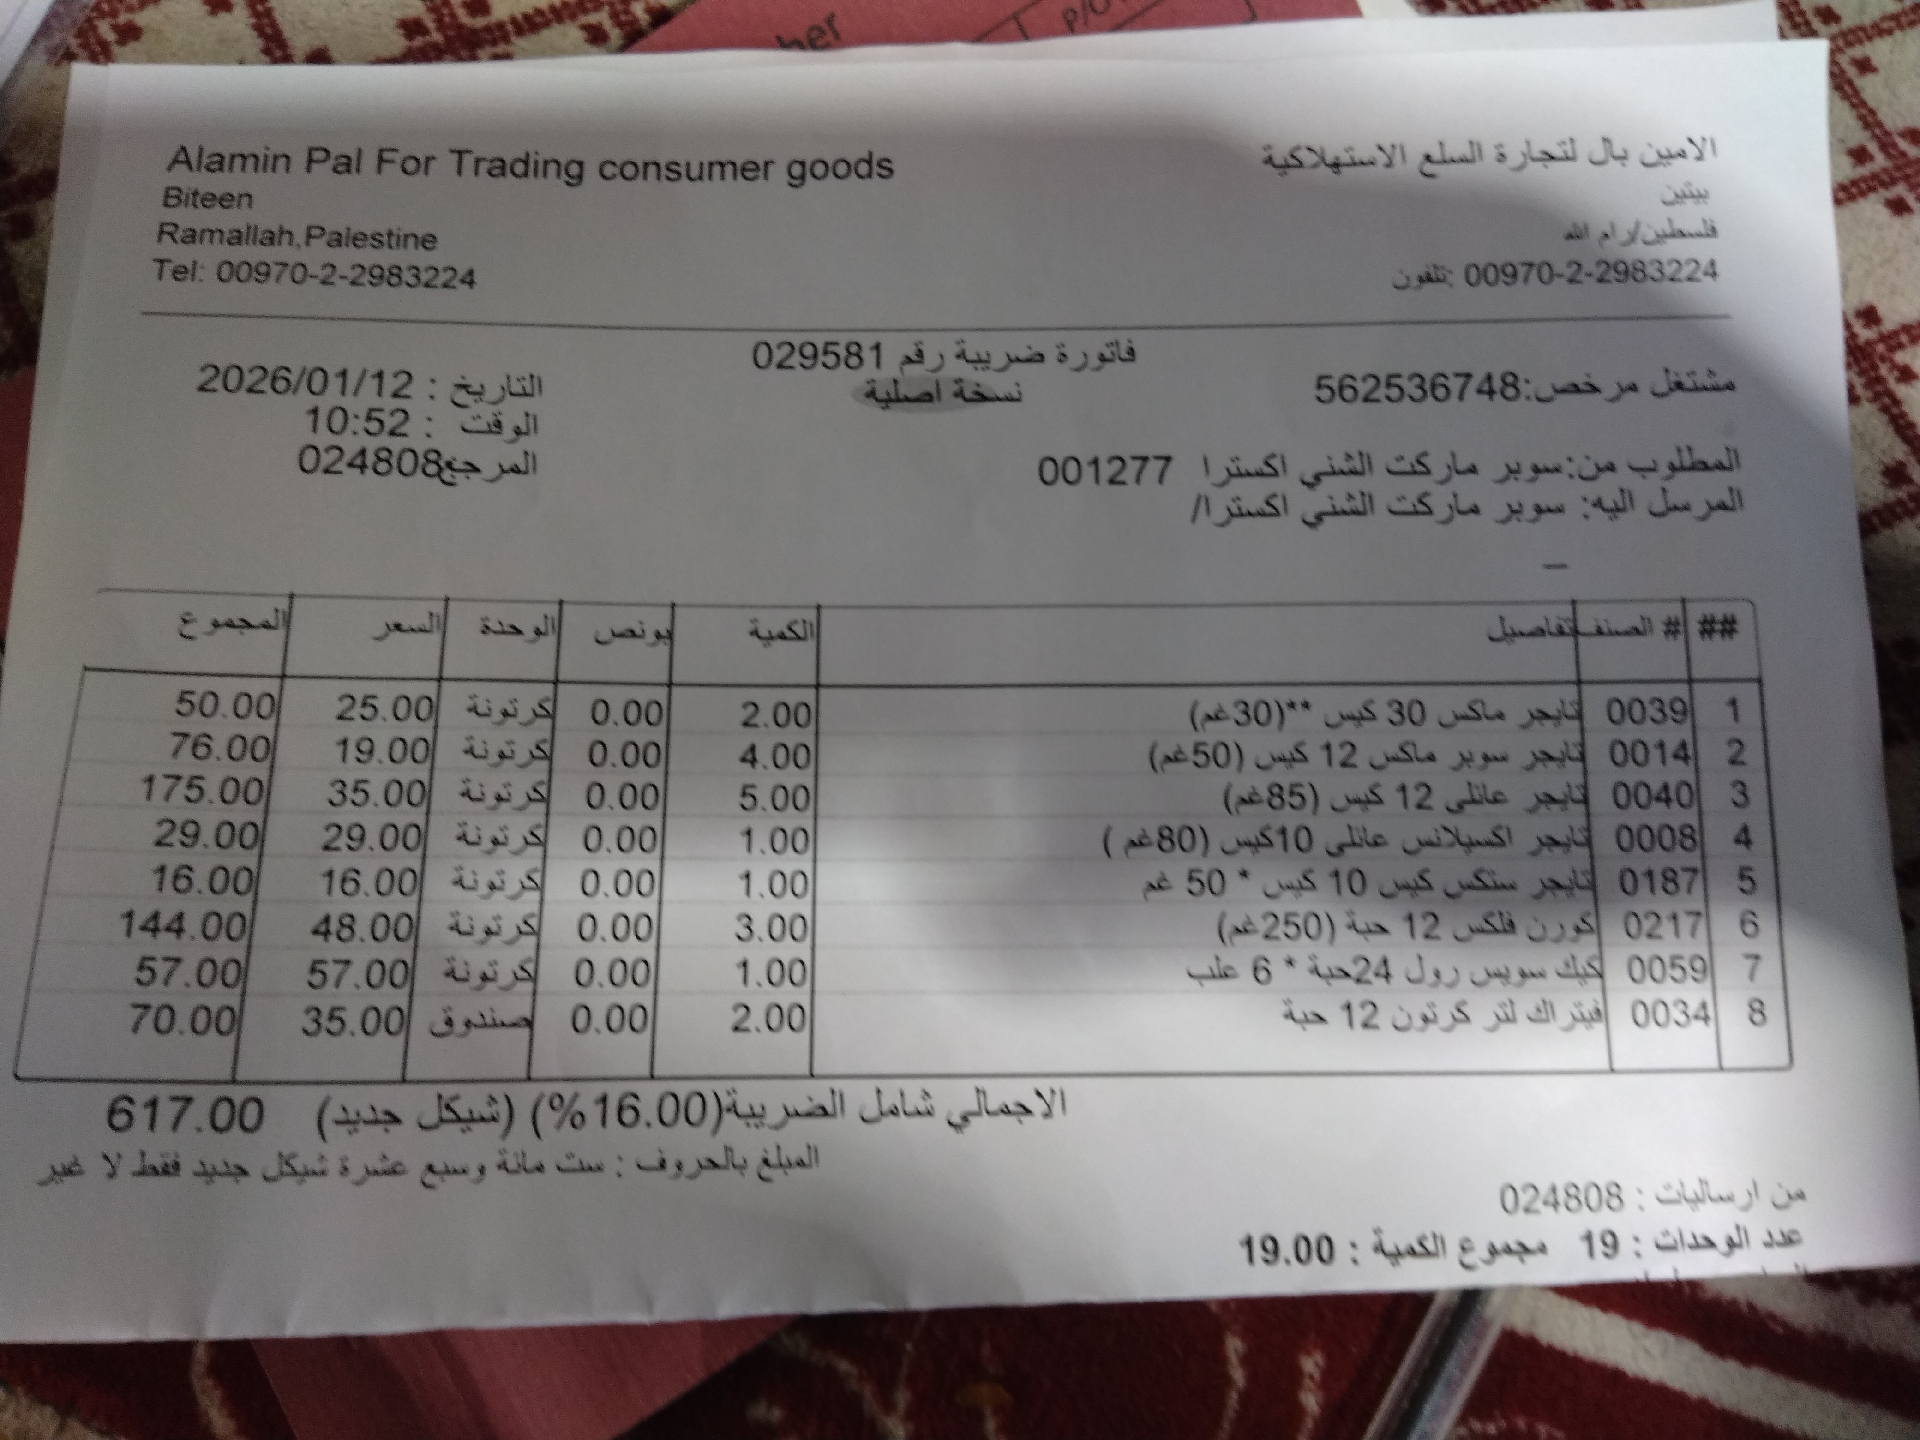 ber
P/O
Alamin Pal For Trading consumer goods
Biteen
Ramallah,Palestine
Tel: 00970-2-2983224
الامين بال لتجارة السلع الاستهلاكية
بيتين
فلسطين/رام الله
تلفون: 00970-2-2983224
فاتورة ضريبة رقم 029581
نسخة اصلية
مشتغل مرخص:562536748
التاريخ : 2026/01/12
الوقت : 10:52
المرجع024808
المطلوب من:سوبر ماركت الشني اكسترا 001277
المرسل اليه: سوبر ماركت الشني اكسترا/
## # الصنف تفاصيل الكمية بونص الوحدة السعر المجموع
1 0039 تايجر ماكس 30 كيس **(30غم) 2.00 0.00 كرتونة 25.00 50.00
2 0014 تايجر سوبر ماكس 12 كيس (50غم) 4.00 0.00 كرتونة 19.00 76.00
3 0040 تايجر عائلي 12 كيس (85غم) 5.00 0.00 كرتونة 35.00 175.00
4 0008 تايجر اكسيلانس عائلي 10كيس (80غم ) 1.00 0.00 كرتونة 29.00 29.00
5 0187 تايجر ستكس كيس 10 كيس * 50 غم 1.00 0.00 كرتونة 16.00 16.00
6 0217 كورن فلكس 12 حبة (250غم) 3.00 0.00 كرتونة 48.00 144.00
7 0059 كيك سويس رول 24حبة * 6 علب 1.00 0.00 كرتونة 57.00 57.00
8 0034 فيتراك لتر كرتون 12 حبة 2.00 0.00 صندوق 35.00 70.00
الاجمالي شامل الضريبة(16.00%) (شيكل جديد) 617.00
المبلغ بالحروف : ست مائة وسبع عشرة شيكل جديد فقط لا غير
من ارساليات : 024808
عدد الوحدات : 19 مجموع الكمية : 19.00